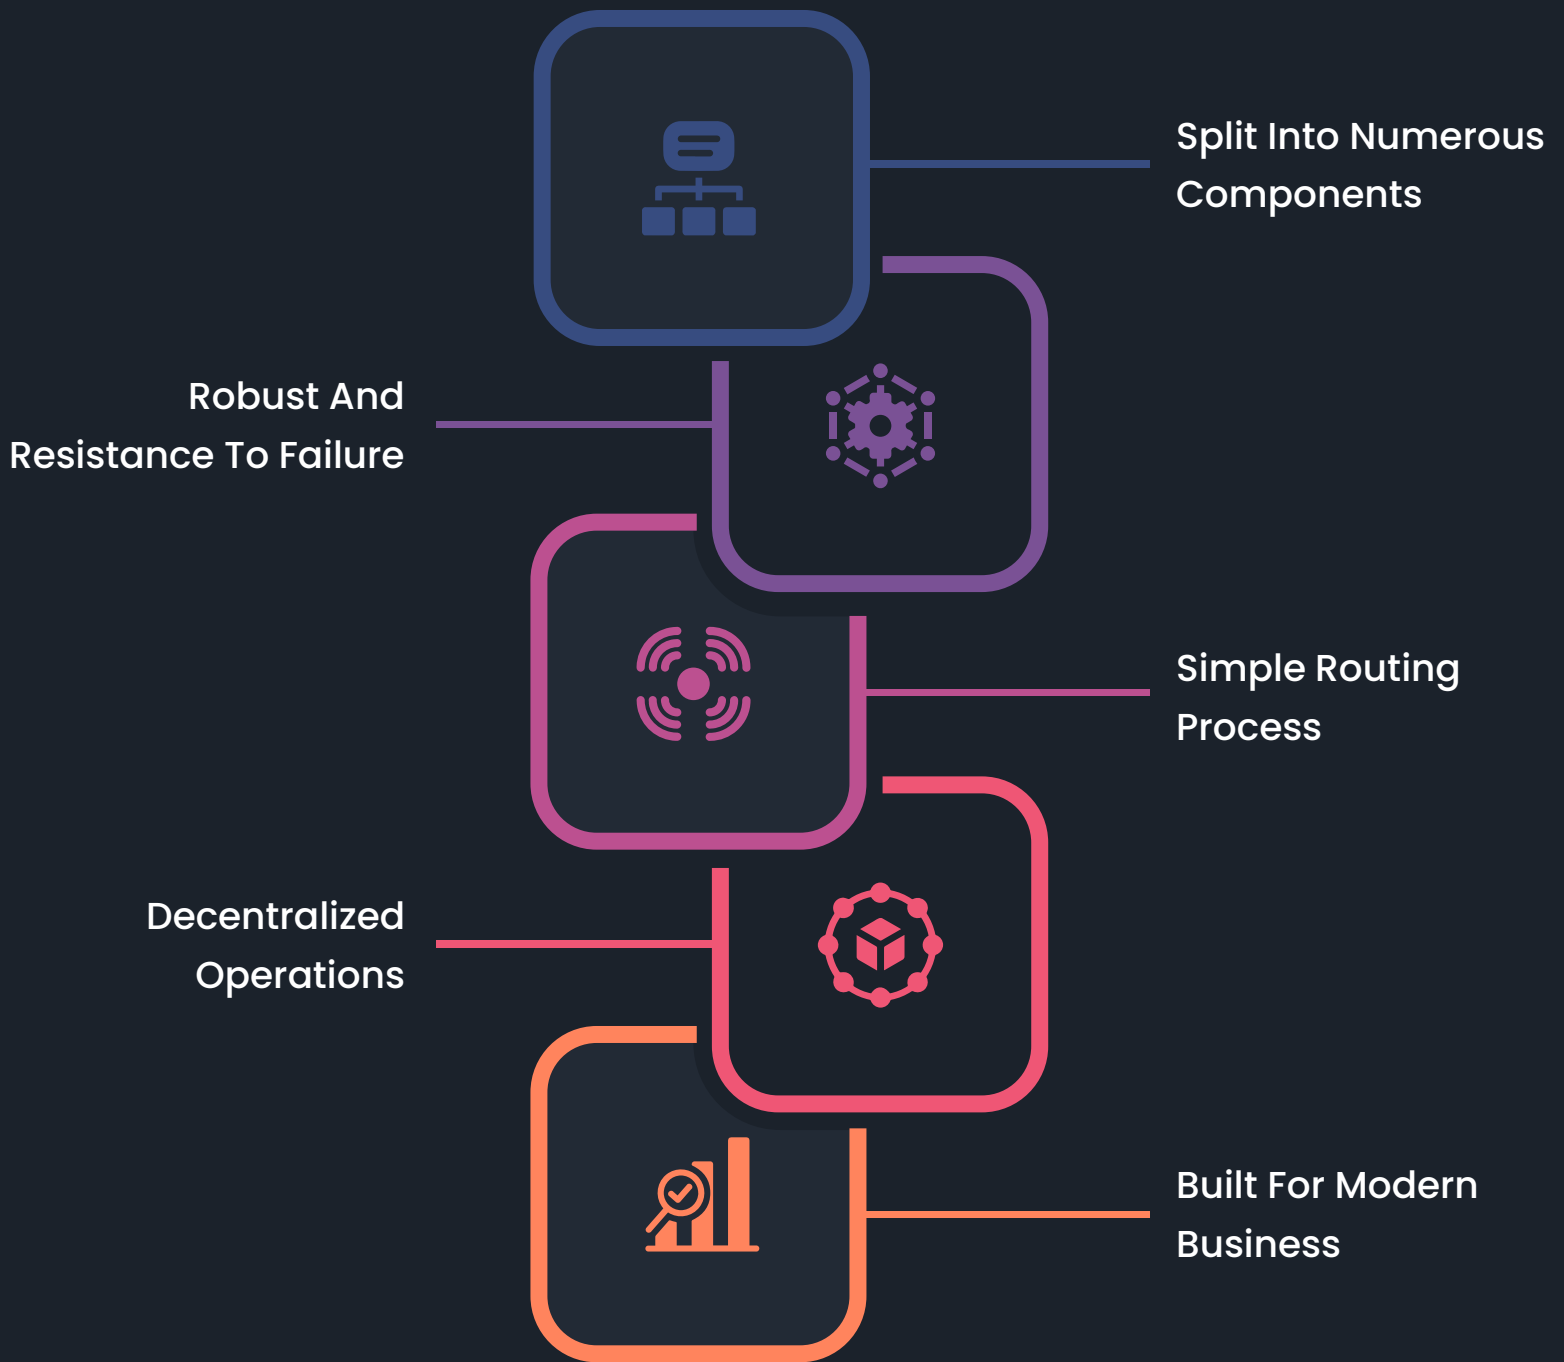 Split Into Numerous
Components
Robust And
Resistance To Failure
Simple Routing
Process
Decentralized
Operations
Built For Modern
Business